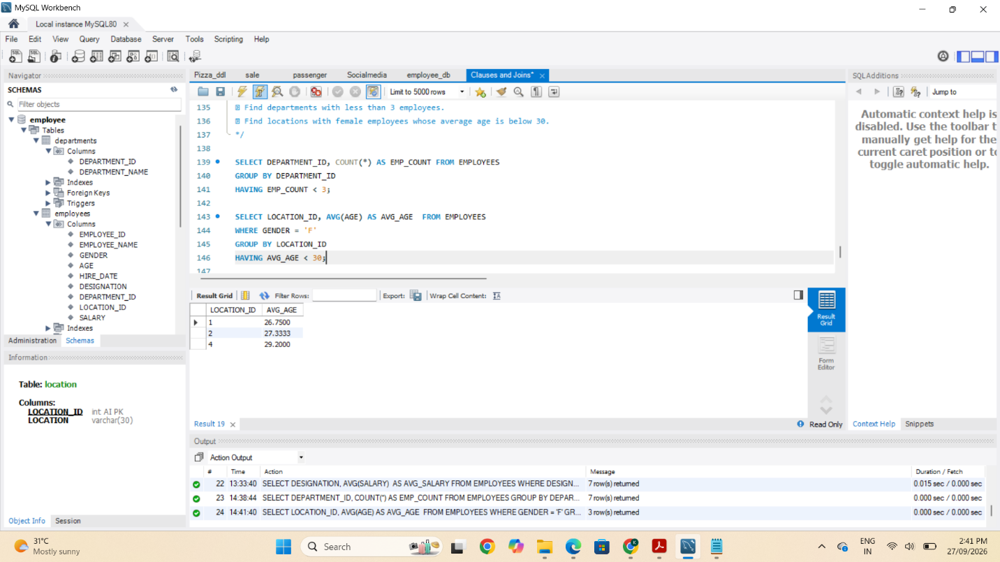 MySQL Workbench
Local instance MySQL80
File Edit View Query Database Server Tools Scripting Help
Navigator
SCHEMAS
Filter objects
employee
Tables
departments
Columns
DEPARTMENT_ID
DEPARTMENT_NAME
Indexes
Foreign Keys
Triggers
employees
Columns
EMPLOYEE_ID
EMPLOYEE_NAME
GENDER
AGE
HIRE_DATE
DESIGNATION
DEPARTMENT_ID
LOCATION_ID
SALARY
Indexes
Administration Schemas
Information
Table: location
Columns:
LOCATION_ID int AI PK
LOCATION varchar(30)
Object Info Session
Pizza_ddl sale passenger Socialmedia employee_db Clauses and Joins*
Limit to 5000 rows
135 Find departments with less than 3 employees.
136 Find locations with female employees whose average age is below 30.
137 */
138
139 SELECT DEPARTMENT_ID, COUNT(*) AS EMP_COUNT FROM EMPLOYEES
140 GROUP BY DEPARTMENT_ID
141 HAVING EMP_COUNT < 3;
142
143 SELECT LOCATION_ID, AVG(AGE) AS AVG_AGE FROM EMPLOYEES
144 WHERE GENDER = 'F'
145 GROUP BY LOCATION_ID
146 HAVING AVG_AGE < 30;
147
Result Grid Filter Rows: Export: Wrap Cell Content:
LOCATION_ID AVG_AGE
1 26.7500
2 27.3333
4 29.2000
Result Grid
Form Editor
Result 19
Read Only
SQLAdditions
Jump to
Automatic context help is
disabled. Use the toolbar t
manually get help for the
current caret position or to
toggle automatic help.
Context Help Snippets
Output
Action Output
# Time Action Message Duration / Fetch
22 13:33:40 SELECT DESIGNATION, AVG(SALARY) AS AVG_SALARY FROM EMPLOYEES WHERE DESIGN... 7 row(s) returned 0.015 sec / 0.000 sec
23 14:38:44 SELECT DEPARTMENT_ID, COUNT(*) AS EMP_COUNT FROM EMPLOYEES GROUP BY DEPAR... 7 row(s) returned 0.000 sec / 0.000 sec
24 14:41:40 SELECT LOCATION_ID, AVG(AGE) AS AVG_AGE FROM EMPLOYEES WHERE GENDER = 'F' GR... 3 row(s) returned 0.000 sec / 0.000 sec
31°C
Mostly sunny
Search
ENG
IN
2:41 PM
27/09/2026